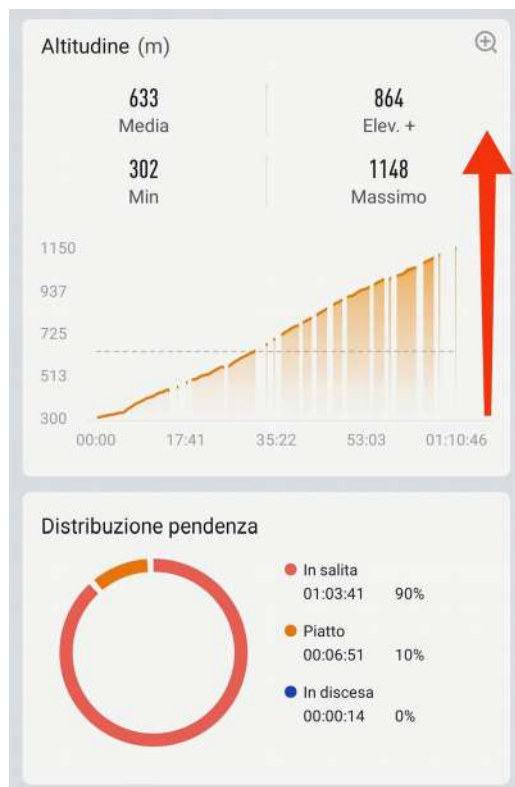 Altitudine (m)
633 864
Media Elev. +
302 1148
Min Massimo
1150
937
725
513
300
00:00 17:41 35:22 53:03 01:10:46
Distribuzione pendenza
In salita
01:03:41 90%
Piatto
00:06:51 10%
In discesa
00:00:14 0%